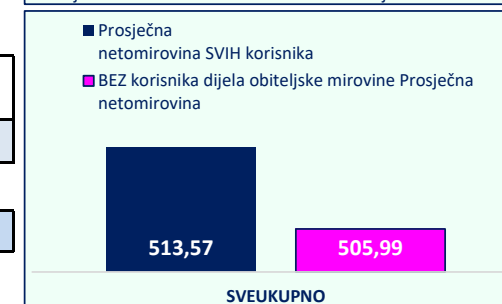 Prosječna
netomirovina SVIH korisnika
BEZ korisnika dijela obiteljske mirovine Prosječna
netomirovina
513,57
505,99
SVEUKUPNO